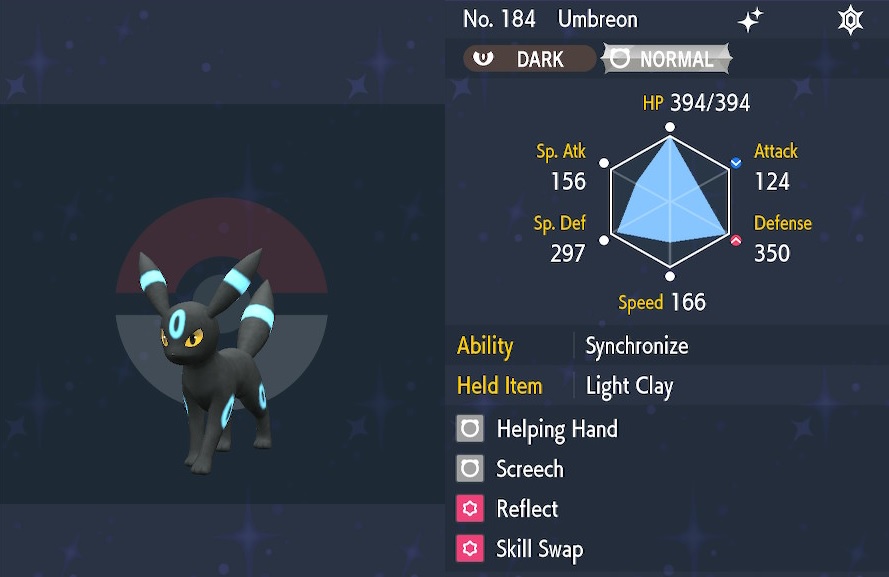 No. 184 Umbreon
DARK NORMAL
HP 394/394
Sp. Atk
156
Attack
124
Sp. Def
297
Defense
350
Speed 166
Ability Synchronize
Held Item Light Clay
Helping Hand
Screech
Reflect
Skill Swap